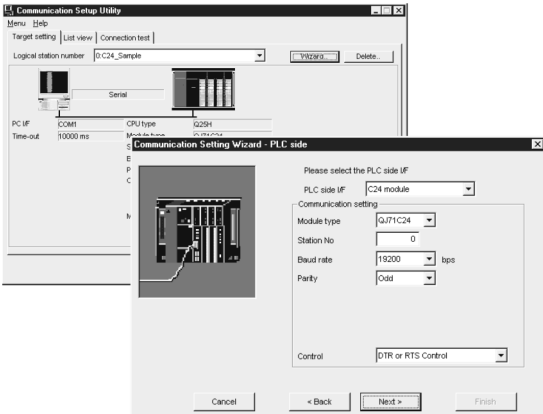 Communication Setup Utility
Menu Help
Target setting List view Connection test
Logical station number 0:C24_Sample Wizard... Delete..
Serial
PC I/F COM1 CPU type Q25H
Time-out 10000 ms Module type QJ71C24
Communication Setting Wizard - PLC side
Please select the PLC side I/F
PLC side I/F C24 module
Communication setting
Module type QJ71C24
Station No 0
Baud rate 19200 bps
Parity Odd
Control DTR or RTS Control
Cancel < Back Next > Finish